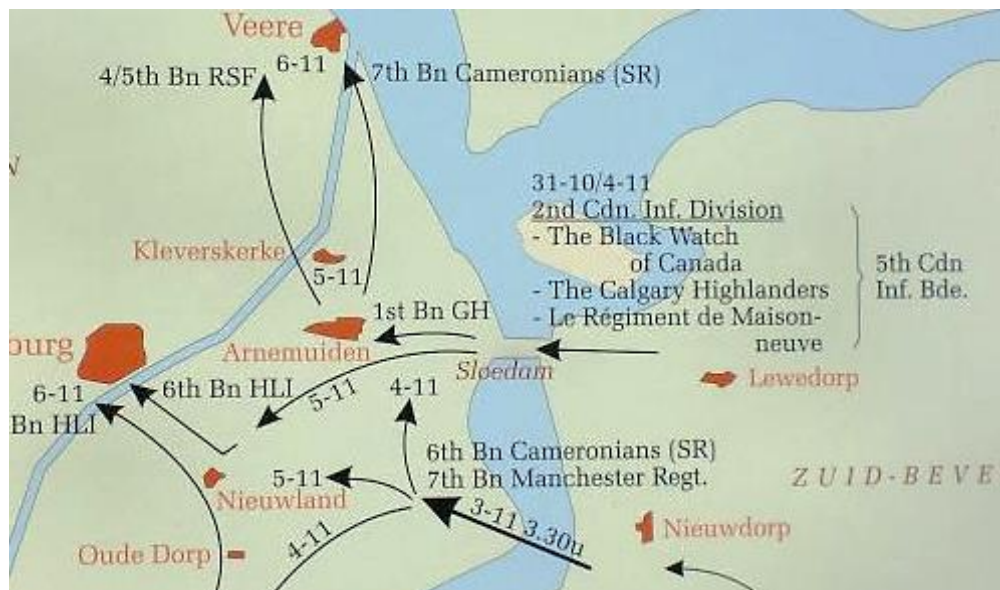 Veere
6-11
4/5th Bn RSF
7th Bn Cameronians (SR)
31-10/4-11
2nd Cdn. Inf. Division
- The Black Watch
of Canada
- The Calgary Highlanders
- Le Régiment de Maison-
neuve
5th Cdn
Inf. Bde.
Kleverskerke
5-11
1st Bn GH
Arnemuiden
burg
Sloedam
Lewedorp
6-11
Bn HLI
6th Bn HLI
5-11
4-11
6th Bn Cameronians (SR)
7th Bn Manchester Regt.
5-11
Nieuwland
ZUID-BEVE
3-11 3.30u
Nieuwdorp
4-11
Oude Dorp